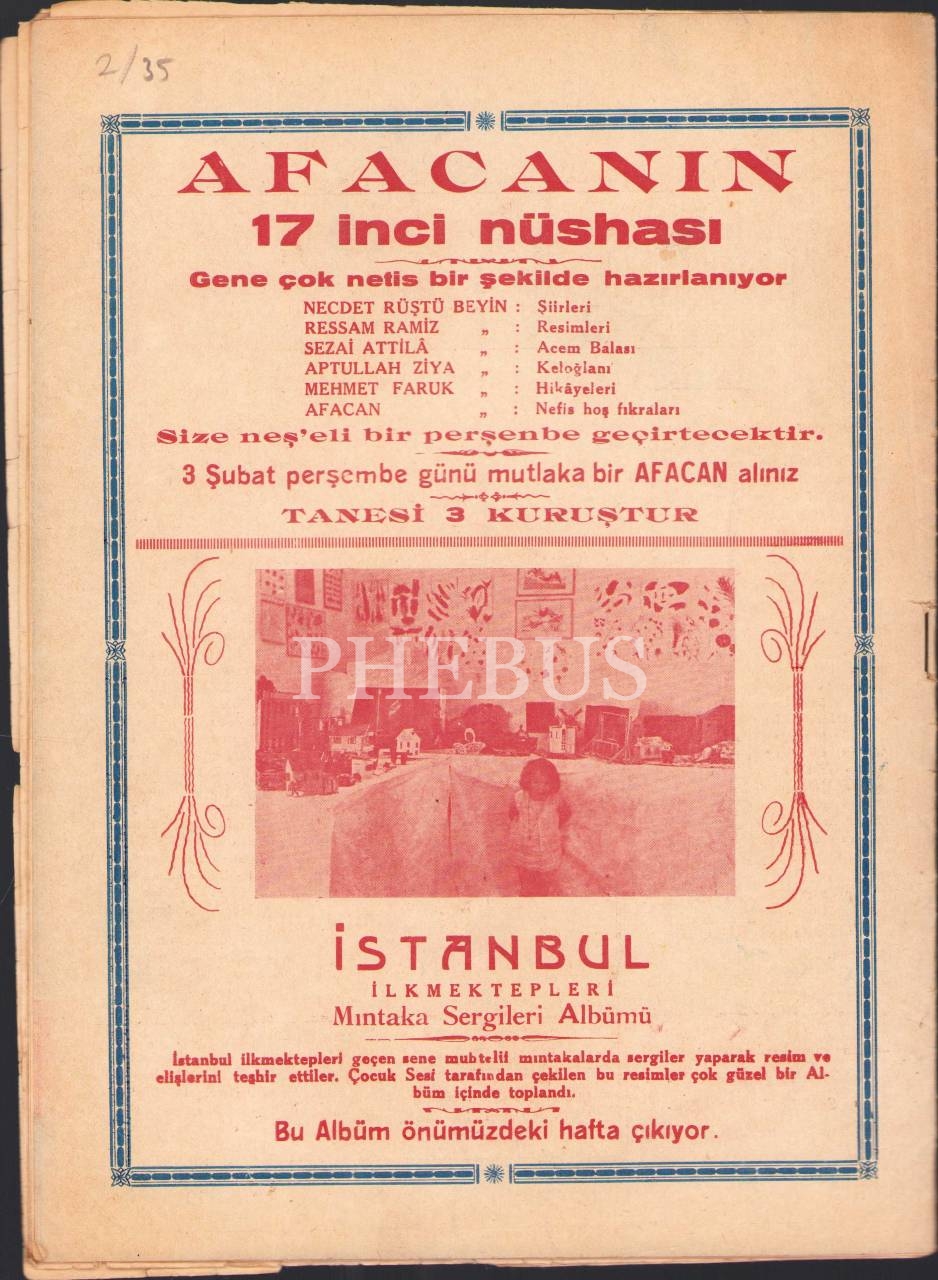 2/35
AFACANIN
17 inci nüshası
Gene çok nefis bir şekilde hazırlanıyor
NECDET RÜŞTÜ BEYİN : Şiirleri
RESSAM RAMİZ „ : Resimleri
SEZAİ ATTİLÂ „ : Acem Balası
APTULLAH ZİYA „ : Keloğlanı
MEHMET FARUK „ : Hikâyeleri
AFACAN „ : Nefis hoş fıkraları
Size neş'eli bir perşenbe geçirtecektir.
3 Şubat perşembe günü mutlaka bir AFACAN alınız
TANESİ 3 KURUŞTUR
PHEBUS
İSTANBUL
İLKMEKTEPLERİ
Mıntaka Sergileri Albümü
İstanbul ilkmektepleri geçen sene muhtelif mıntakalarda sergiler yaparak resim ve
elişlerini teşhir ettiler. Çocuk Sesi tarafından çekilen bu resimler çok güzel bir Al-
büm içinde toplandı.
Bu Albüm önümüzdeki hafta çıkıyor.